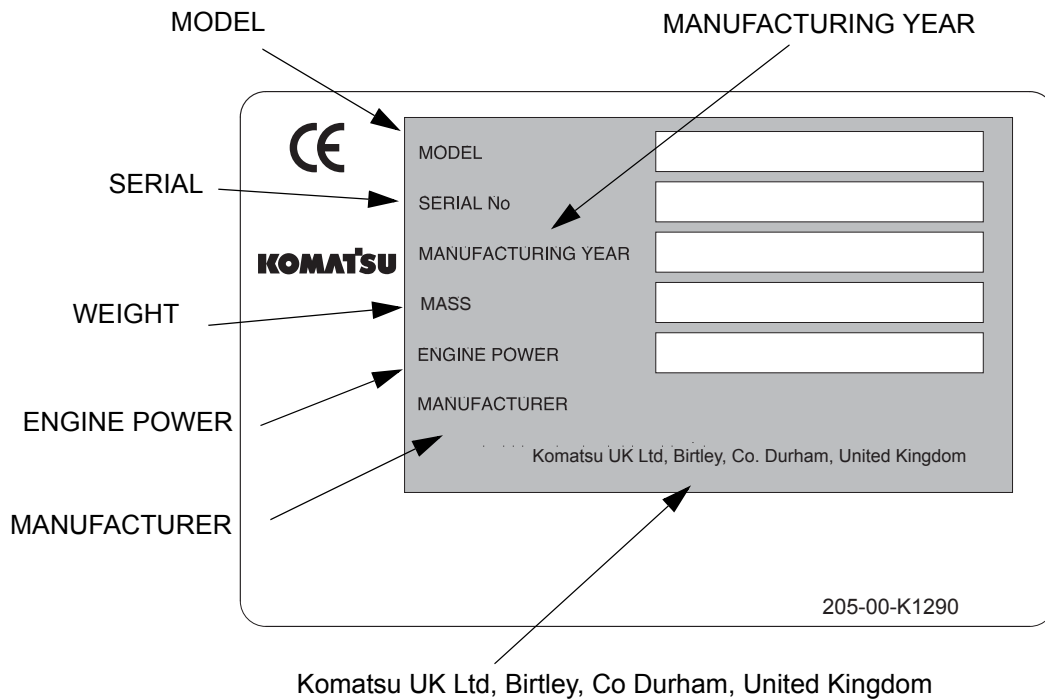 MODEL
MANUFACTURING YEAR
CE
MODEL
SERIAL
SERIAL No
KOMATSU
MANUFACTURING YEAR
WEIGHT
MASS
ENGINE POWER
ENGINE POWER
MANUFACTURER
Komatsu UK Ltd, Birtley, Co. Durham, United Kingdom
MANUFACTURER
205-00-K1290
Komatsu UK Ltd, Birtley, Co Durham, United Kingdom